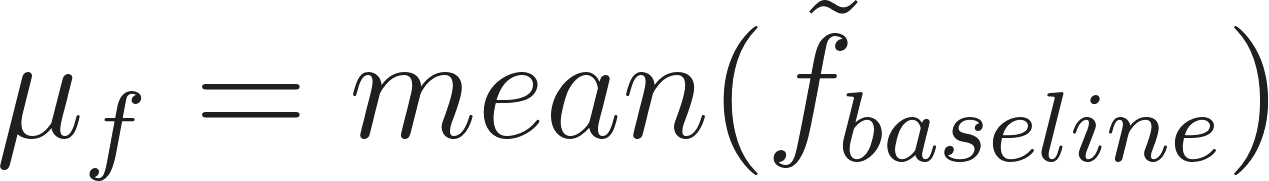 μ_f = mean(f̃_baseline)